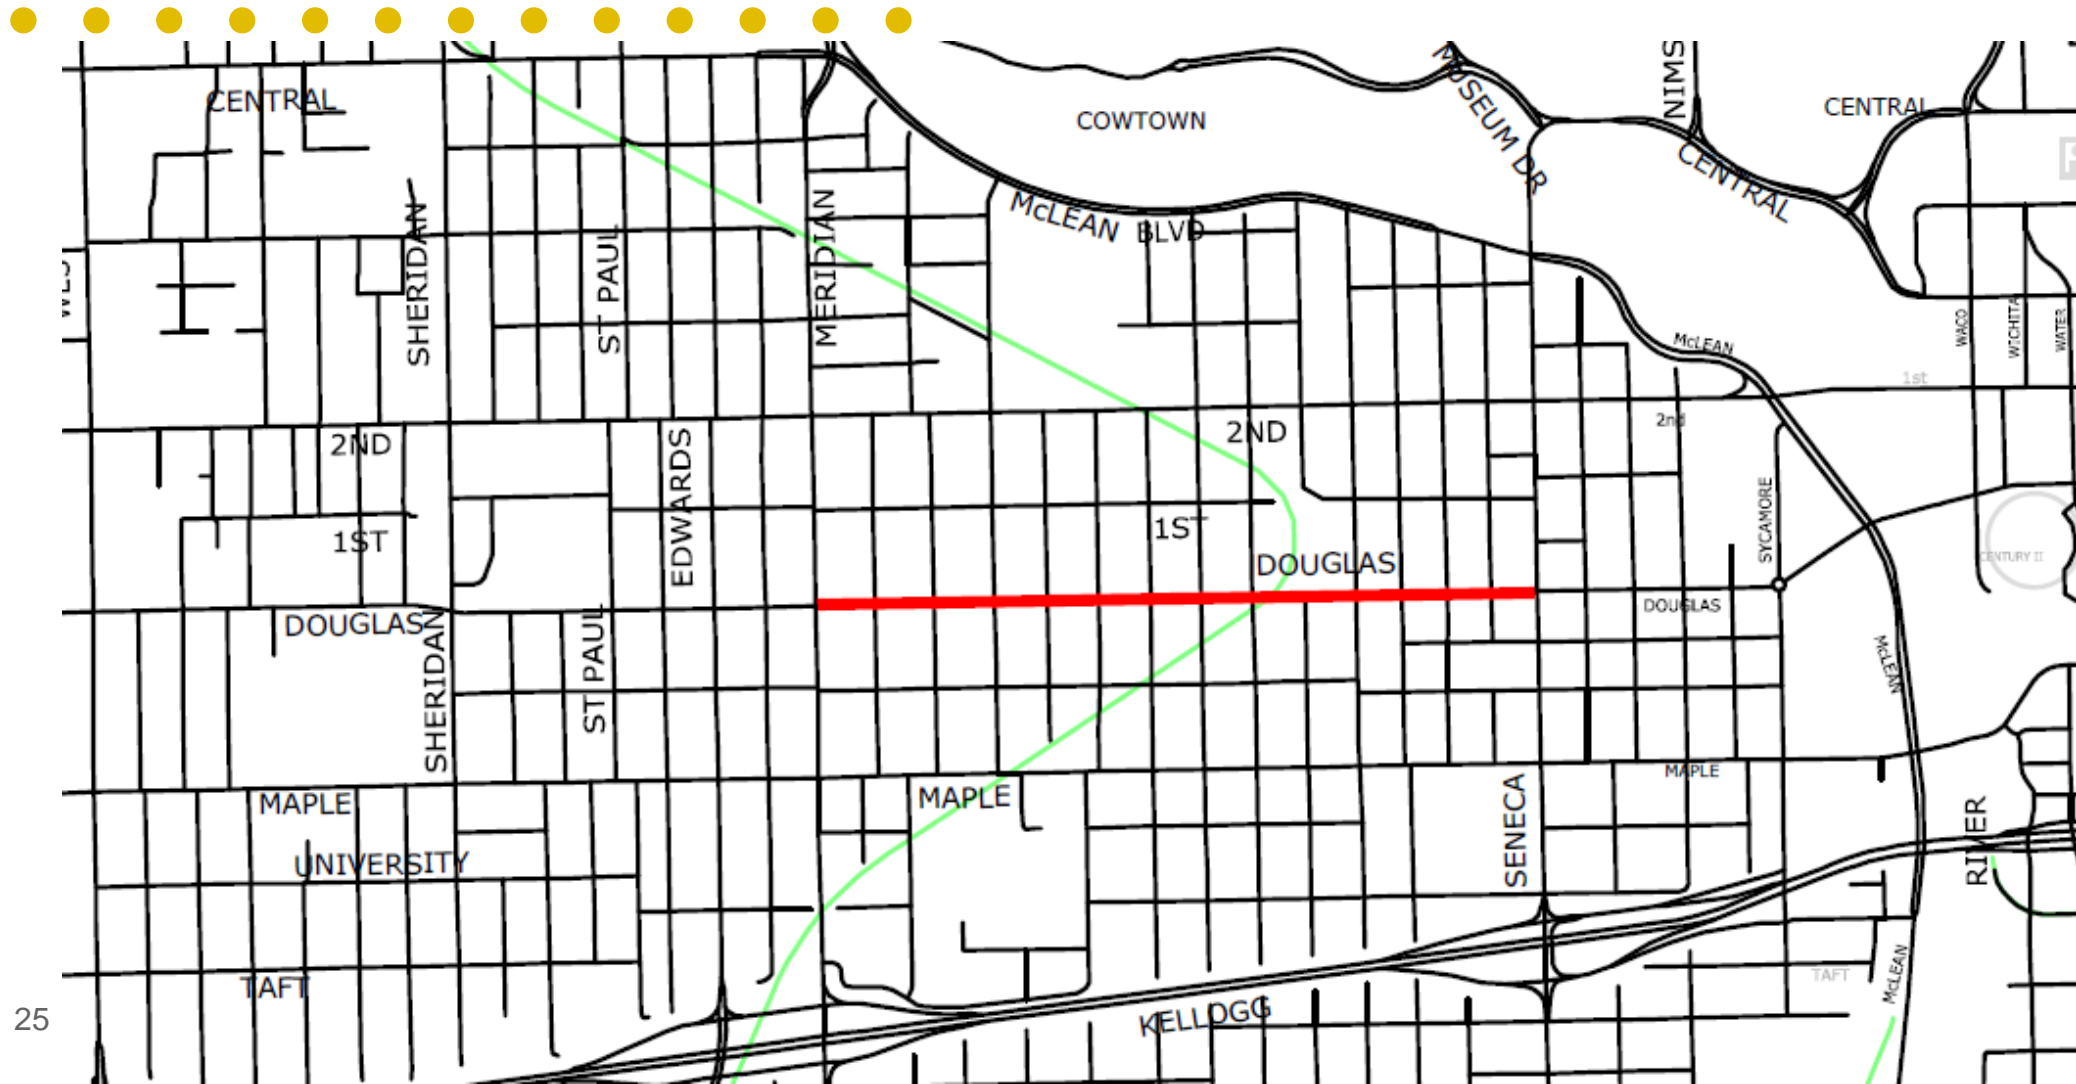 CENTRAL
COWTOWN
MUSEUM DR
NIMS
CENTRAL
CENTRAL
McLEAN BLVD
SHERIDAN
ST PAUL
MERIDIAN
McLEAN
WACO
WICHITA
WATER
1st
2nd
2ND
2ND
EDWARDS
1ST
1ST
SYCAMORE
CENTURY II
DOUGLAS
DOUGLAS
DOUGLAS
SHERIDAN
ST PAUL
McLEAN
MAPLE
MAPLE
MAPLE
SENECA
RIVER
UNIVERSITY
TAFT
TAFT
McLEAN
KELLOGG
25